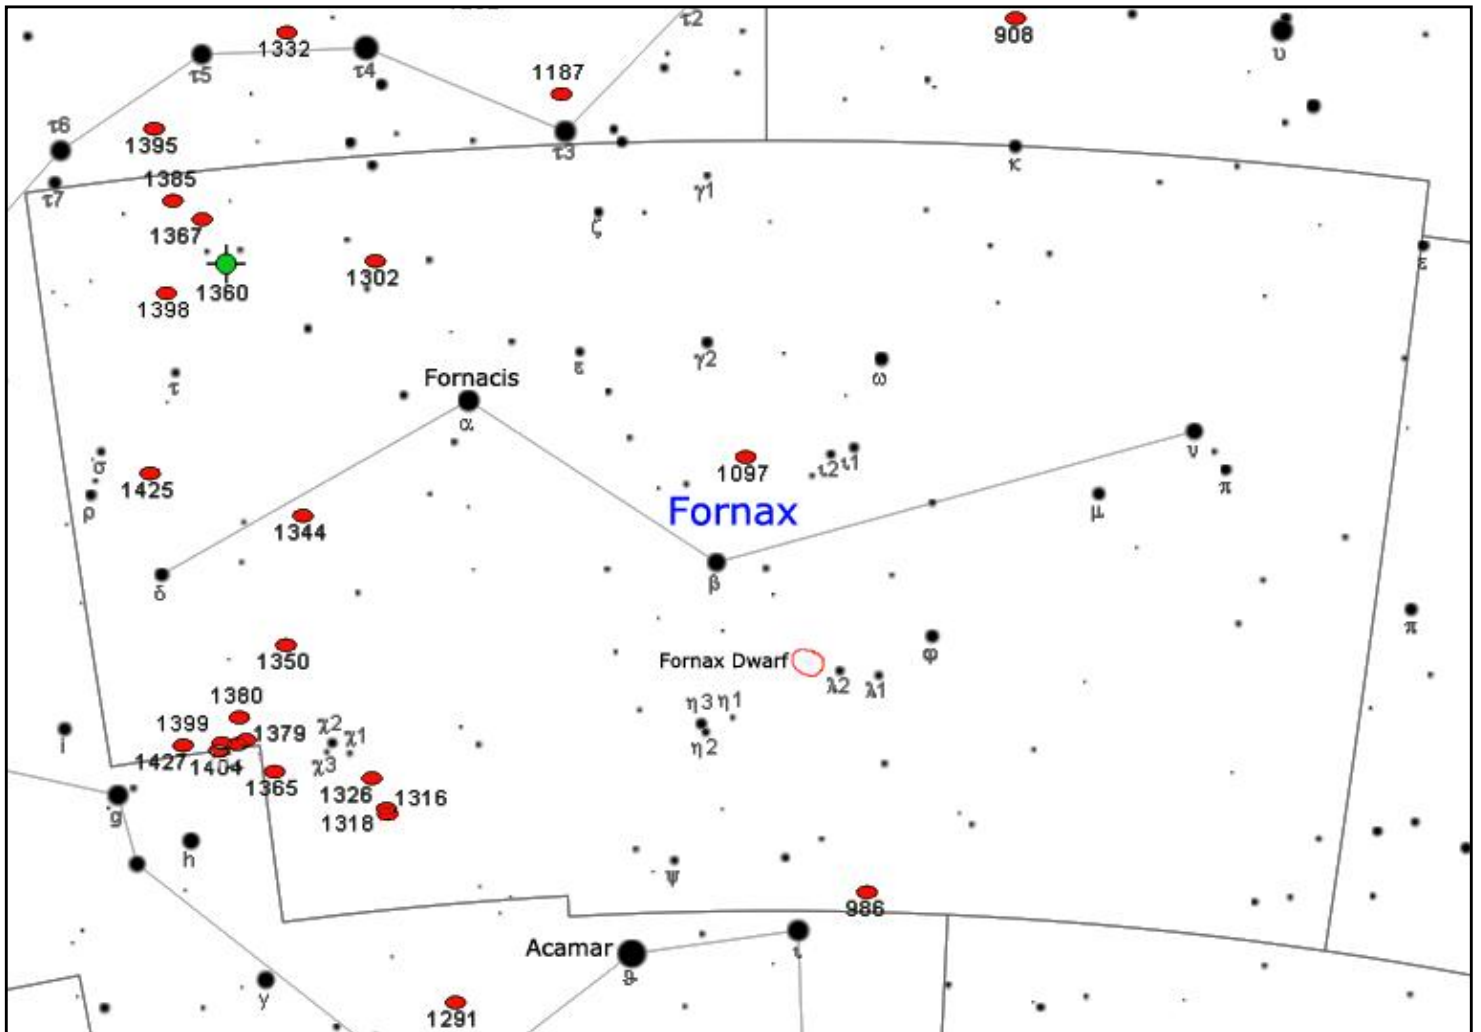 τ2
1332
τ5
τ4
908
υ
1187
τ6
1395
τ3
κ
τ7
1385
γ1
1367
ζ
ε
1302
1360
1398
τ
ε
γ2
ω
Fornacis
α
σ
1425
ρ
1097
ι2
ι1
υ
π
μ
Fornax
1344
δ
β
π
1350
Fornax Dwarf
λ2
λ1
φ
1380
η3
η1
1399
1379
χ2
χ1
η2
i
1427
1404
χ3
1365
1326
1316
g
1318
h
ψ
986
Acamar
θ
ι
y
1291